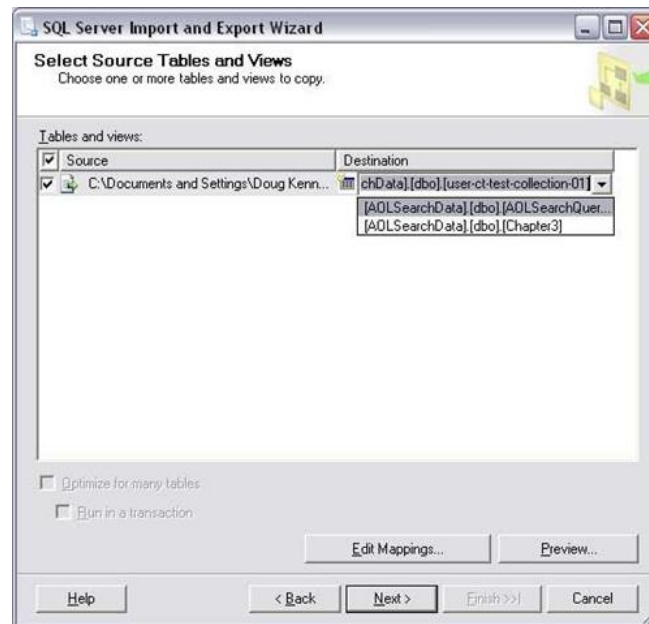 SQL Server Import and Export Wizard
Select Source Tables and Views
Choose one or more tables and views to copy.
Tables and views:
Source Destination
C:\Documents and Settings\Doug Kenn... chData].[dbo].[user-ct-test-collection-01]
[AOLSearchData].[dbo].[AOLSearchQuer...
[AOLSearchData].[dbo].[Chapter3]
Optimize for many tables
Run in a transaction
Edit Mappings... Preview...
Help < Back Next > Finish >>| Cancel